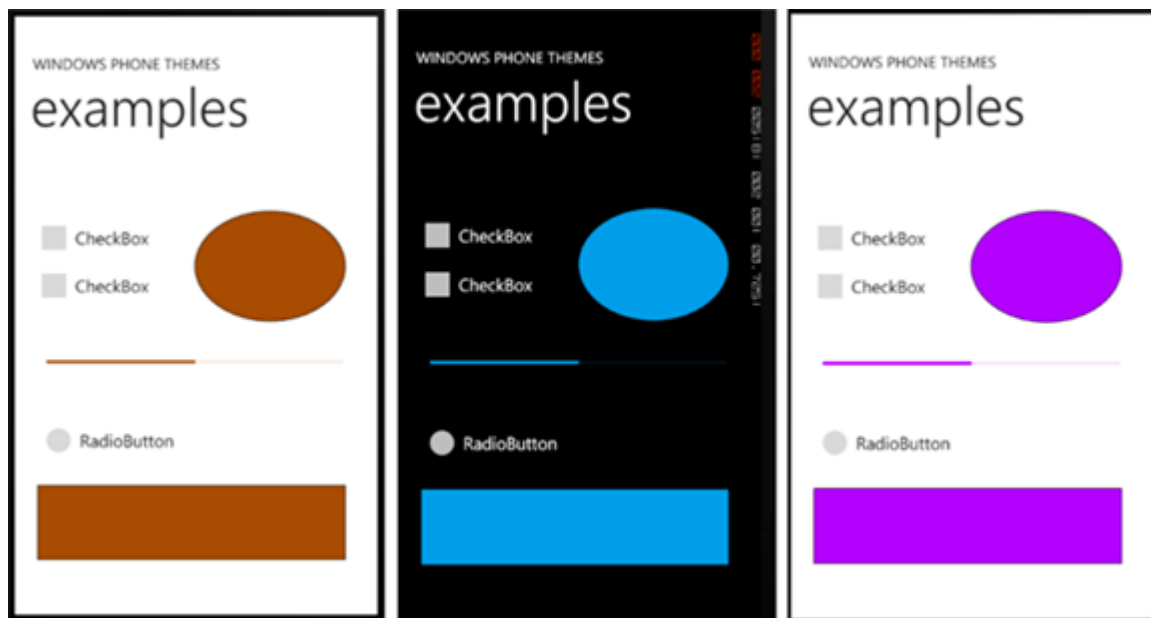 WINDOWS PHONE THEMES
examples
CheckBox
CheckBox
RadioButton
WINDOWS PHONE THEMES
examples
CheckBox
CheckBox
RadioButton
WINDOWS PHONE THEMES
examples
CheckBox
CheckBox
RadioButton